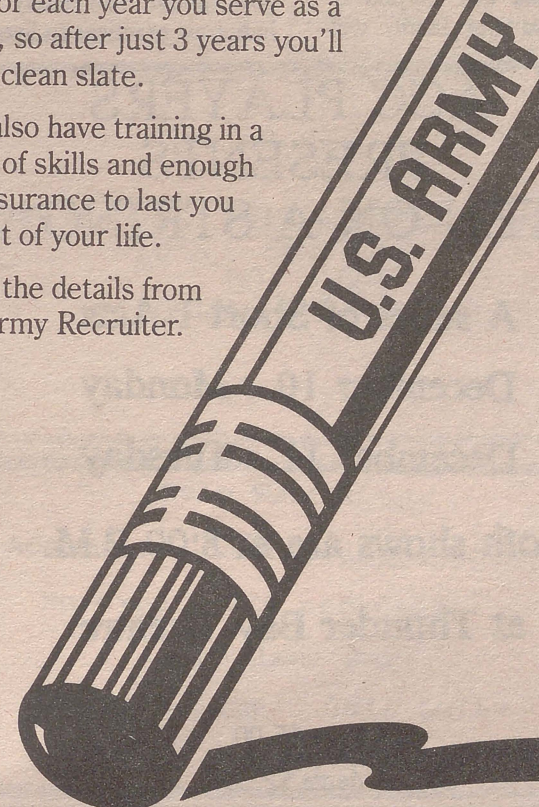 of each year you serve as a
, so after just 3 years you'll
clean slate.
also have training in a
of skills and enough
surance to last you
t of your life.
the details from
rmy Recruiter.
U.S. ARMY